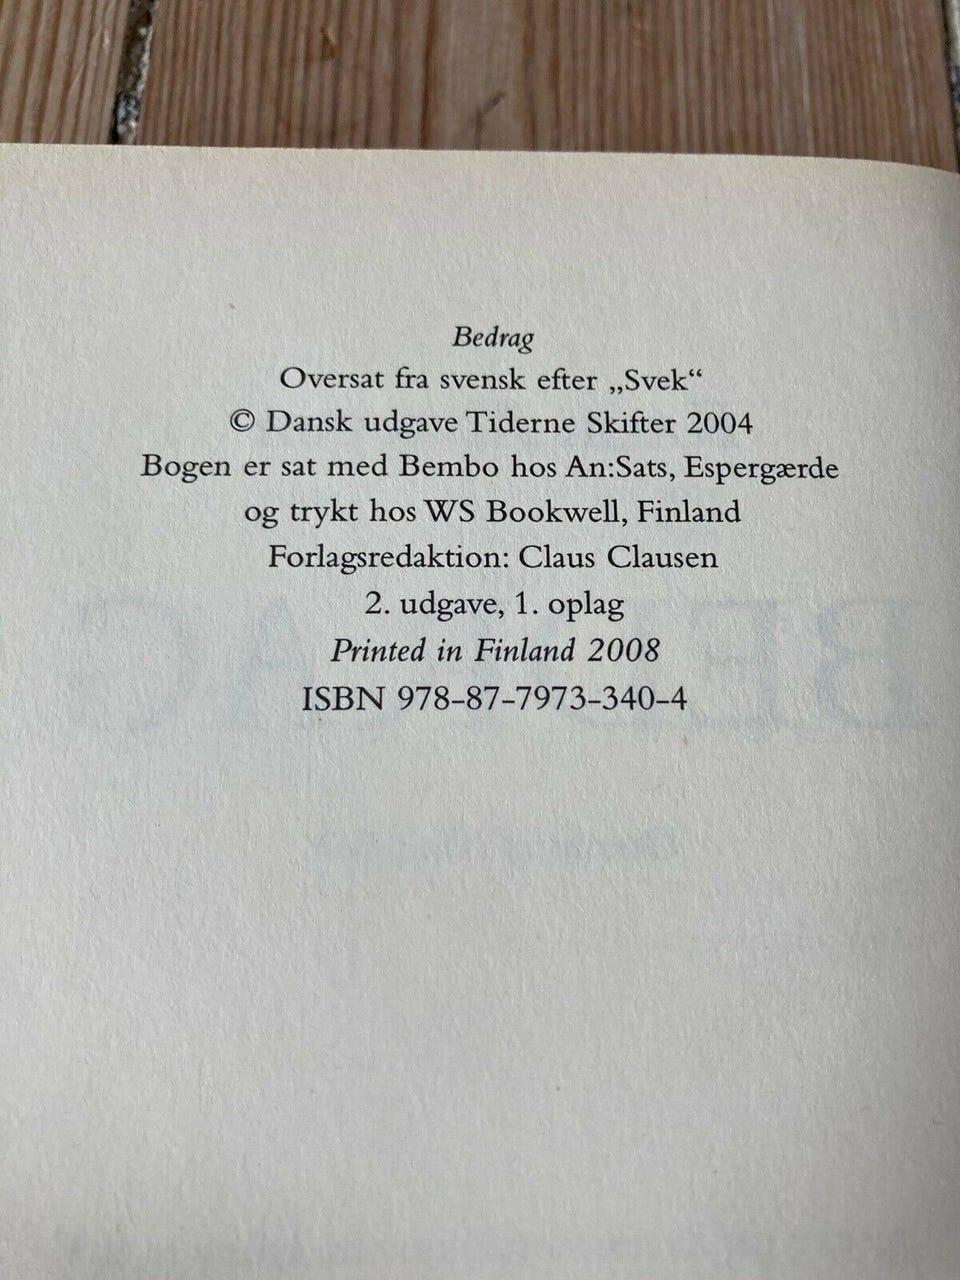 Bedrag
Oversat fra svensk efter „Svek“
© Dansk udgave Tiderne Skifter 2004
Bogen er sat med Bembo hos An:Sats, Espergærde
og trykt hos WS Bookwell, Finland
Forlagsredaktion: Claus Clausen
2. udgave, 1. oplag
Printed in Finland 2008
ISBN 978-87-7973-340-4